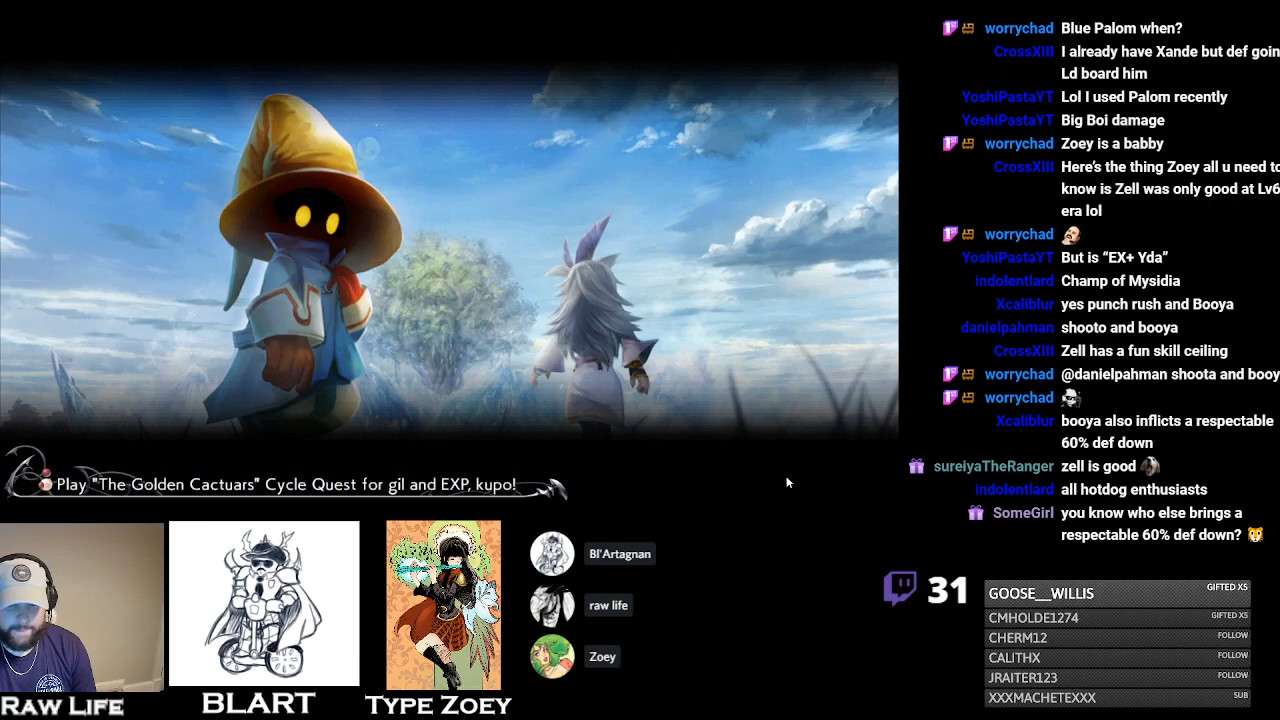 worrychad Blue Palom when?
CrossXIII I already have Xande but def goin
Ld board him
YoshiPastaYT Lol I used Palom recently
YoshiPastaYT Big Boi damage
worrychad Zoey is a babby
CrossXIII Here's the thing Zoey all u need to
know is Zell was only good at Lv6
era lol
worrychad
YoshiPastaYT But is “EX+ Yda”
indolentlard Champ of Mysidia
Xcaliblur yes punch rush and Booya
danielpahman shooto and booya
CrossXIII Zell has a fun skill ceiling
worrychad @danielpahman shoota and booy
worrychad
Xcaliblur booya also inflicts a respectable
60% def down
sureiyaTheRanger zell is good
indolentlard all hotdog enthusiasts
SomeGirl you know who else brings a
respectable 60% def down?
Play "The Golden Cactuars" Cycle Quest for gil and EXP, kupo!
Bl'Artagnan
raw life
Zoey
RAW LIFE
BLART
TYPE ZOEY
31
GOOSE__WILLIS GIFTED X5
CMHOLDE1274 GIFTED X5
CHERM12 FOLLOW
CALITHX FOLLOW
JRAITER123 FOLLOW
XXXMACHETEXXX SUB